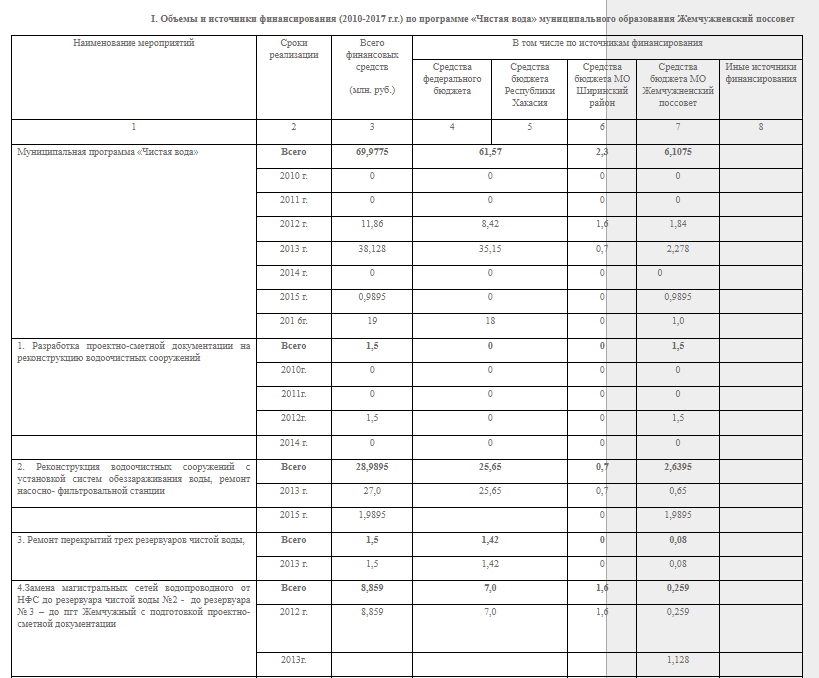 I. Объемы и источники финансирования (2010-2017 г.г.) по программе «Чистая вода» муниципального образования Жемчужненский поссовет
Наименование мероприятий
Сроки
реализации
Всего
финансовых
средств
(млн. руб.)
В том числе по источникам финансирования
Средства
федерального
бюджета
Средства
бюджета
Республики
Хакасия
Средства
бюджета МО
Ширинский
район
Средства
бюджета МО
Жемчужненский
поссовет
Иные источники
финансирования
1 2 3 4 5 6 7 8
Муниципальная программа «Чистая вода» Всего 69,9775 61,57 2,3 6,1075
2010 г. 0 0 0 0
2011 г. 0 0 0 0
2012 г. 11,86 8,42 1,6 1,84
2013 г. 38,128 35,15 0,7 2,278
2014 г. 0 0 0 0
2015 г. 0,9895 0 0 0,9895
201 6г. 19 18 0 1,0
1. Разработка проектно-сметной документации на Всего 1,5 0 0 1,5
реконструкцию водоочистных сооружений
2010г. 0 0 0 0
2011г. 0 0 0 0
2012г. 1,5 0 0 1,5
2014 г. 0 0 0 0
2. Реконструкция водоочистных сооружений с Всего 28,9895 25,65 0,7 2,6395
установкой систем обеззараживания воды, ремонт
насосно- фильтровальной станции 2013 г. 27,0 25,65 0,7 0,65
2015 г. 1,9895 0 1,9895
3. Ремонт перекрытий трех резервуаров чистой воды, Всего 1,5 1,42 0 0,08
2013 г. 1,5 1,42 0 0,08
4.Замена магистральных сетей водопроводного от Всего 8,859 7,0 1,6 0,259
НФС до резервуара чистой воды №2 - до резервуара
№3 – до пгт Жемчужный с подготовкой проектно- 2012 г. 8,859 7,0 1,6 0,259
сметной документации
2013г. 1,128